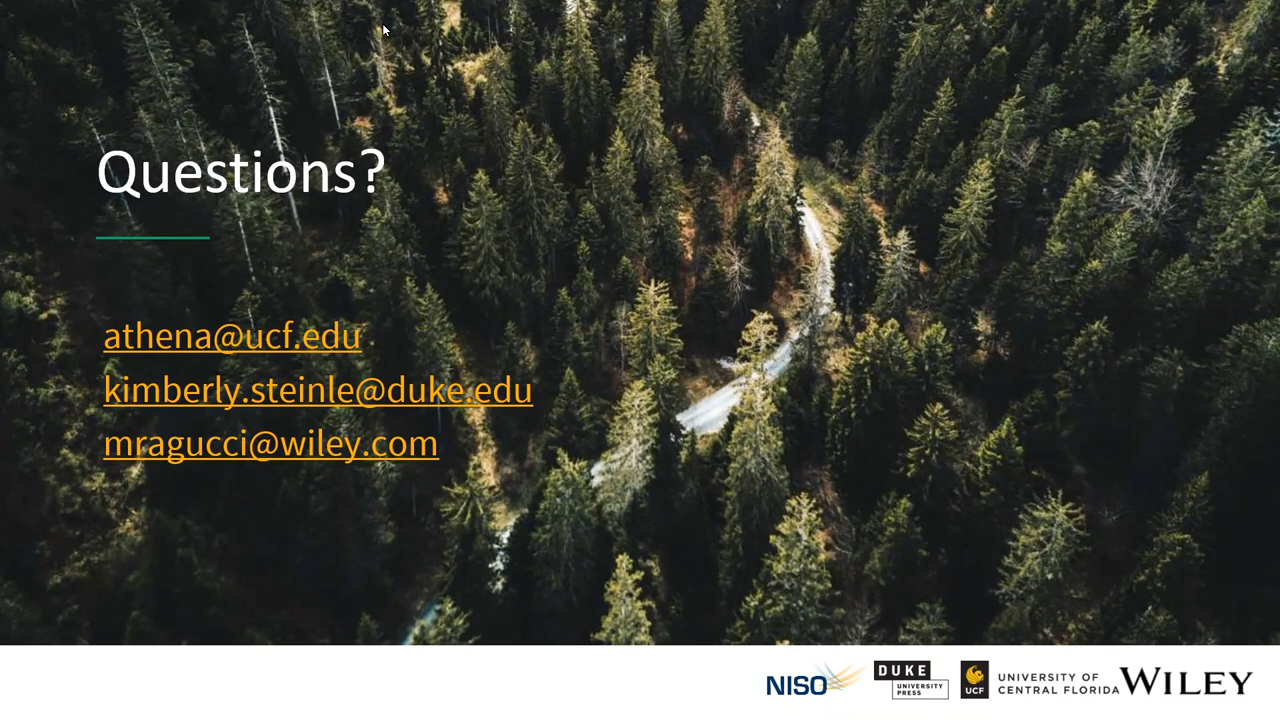 Questions?
athena@ucf.edu
kimberly.steinle@duke.edu
mragucci@wiley.com
NISO
DUKE
UNIVERSITY
PRESS
UCF
UNIVERSITY OF
CENTRAL FLORIDA
WILEY